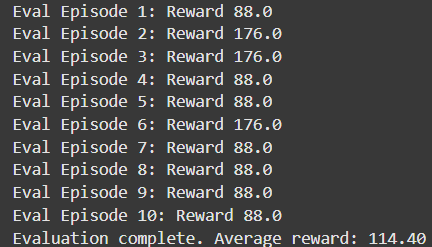 Eval Episode 1: Reward 88.0
Eval Episode 2: Reward 176.0
Eval Episode 3: Reward 176.0
Eval Episode 4: Reward 88.0
Eval Episode 5: Reward 88.0
Eval Episode 6: Reward 176.0
Eval Episode 7: Reward 88.0
Eval Episode 8: Reward 88.0
Eval Episode 9: Reward 88.0
Eval Episode 10: Reward 88.0
Evaluation complete. Average reward: 114.40